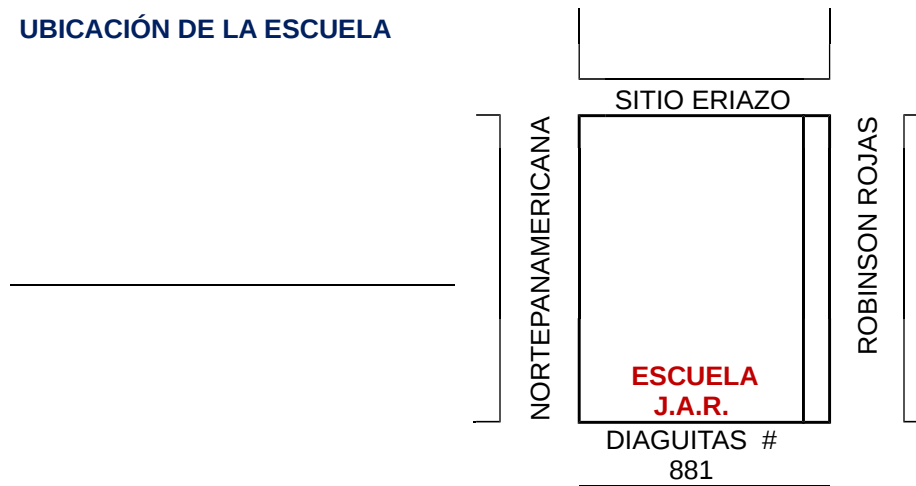 UBICACIÓN DE LA ESCUELA
SITIO ERIAZO
NORTEPANAMERICANA
ROBINSON ROJAS
ESCUELA
J.A.R.
DIAGUITAS #
881